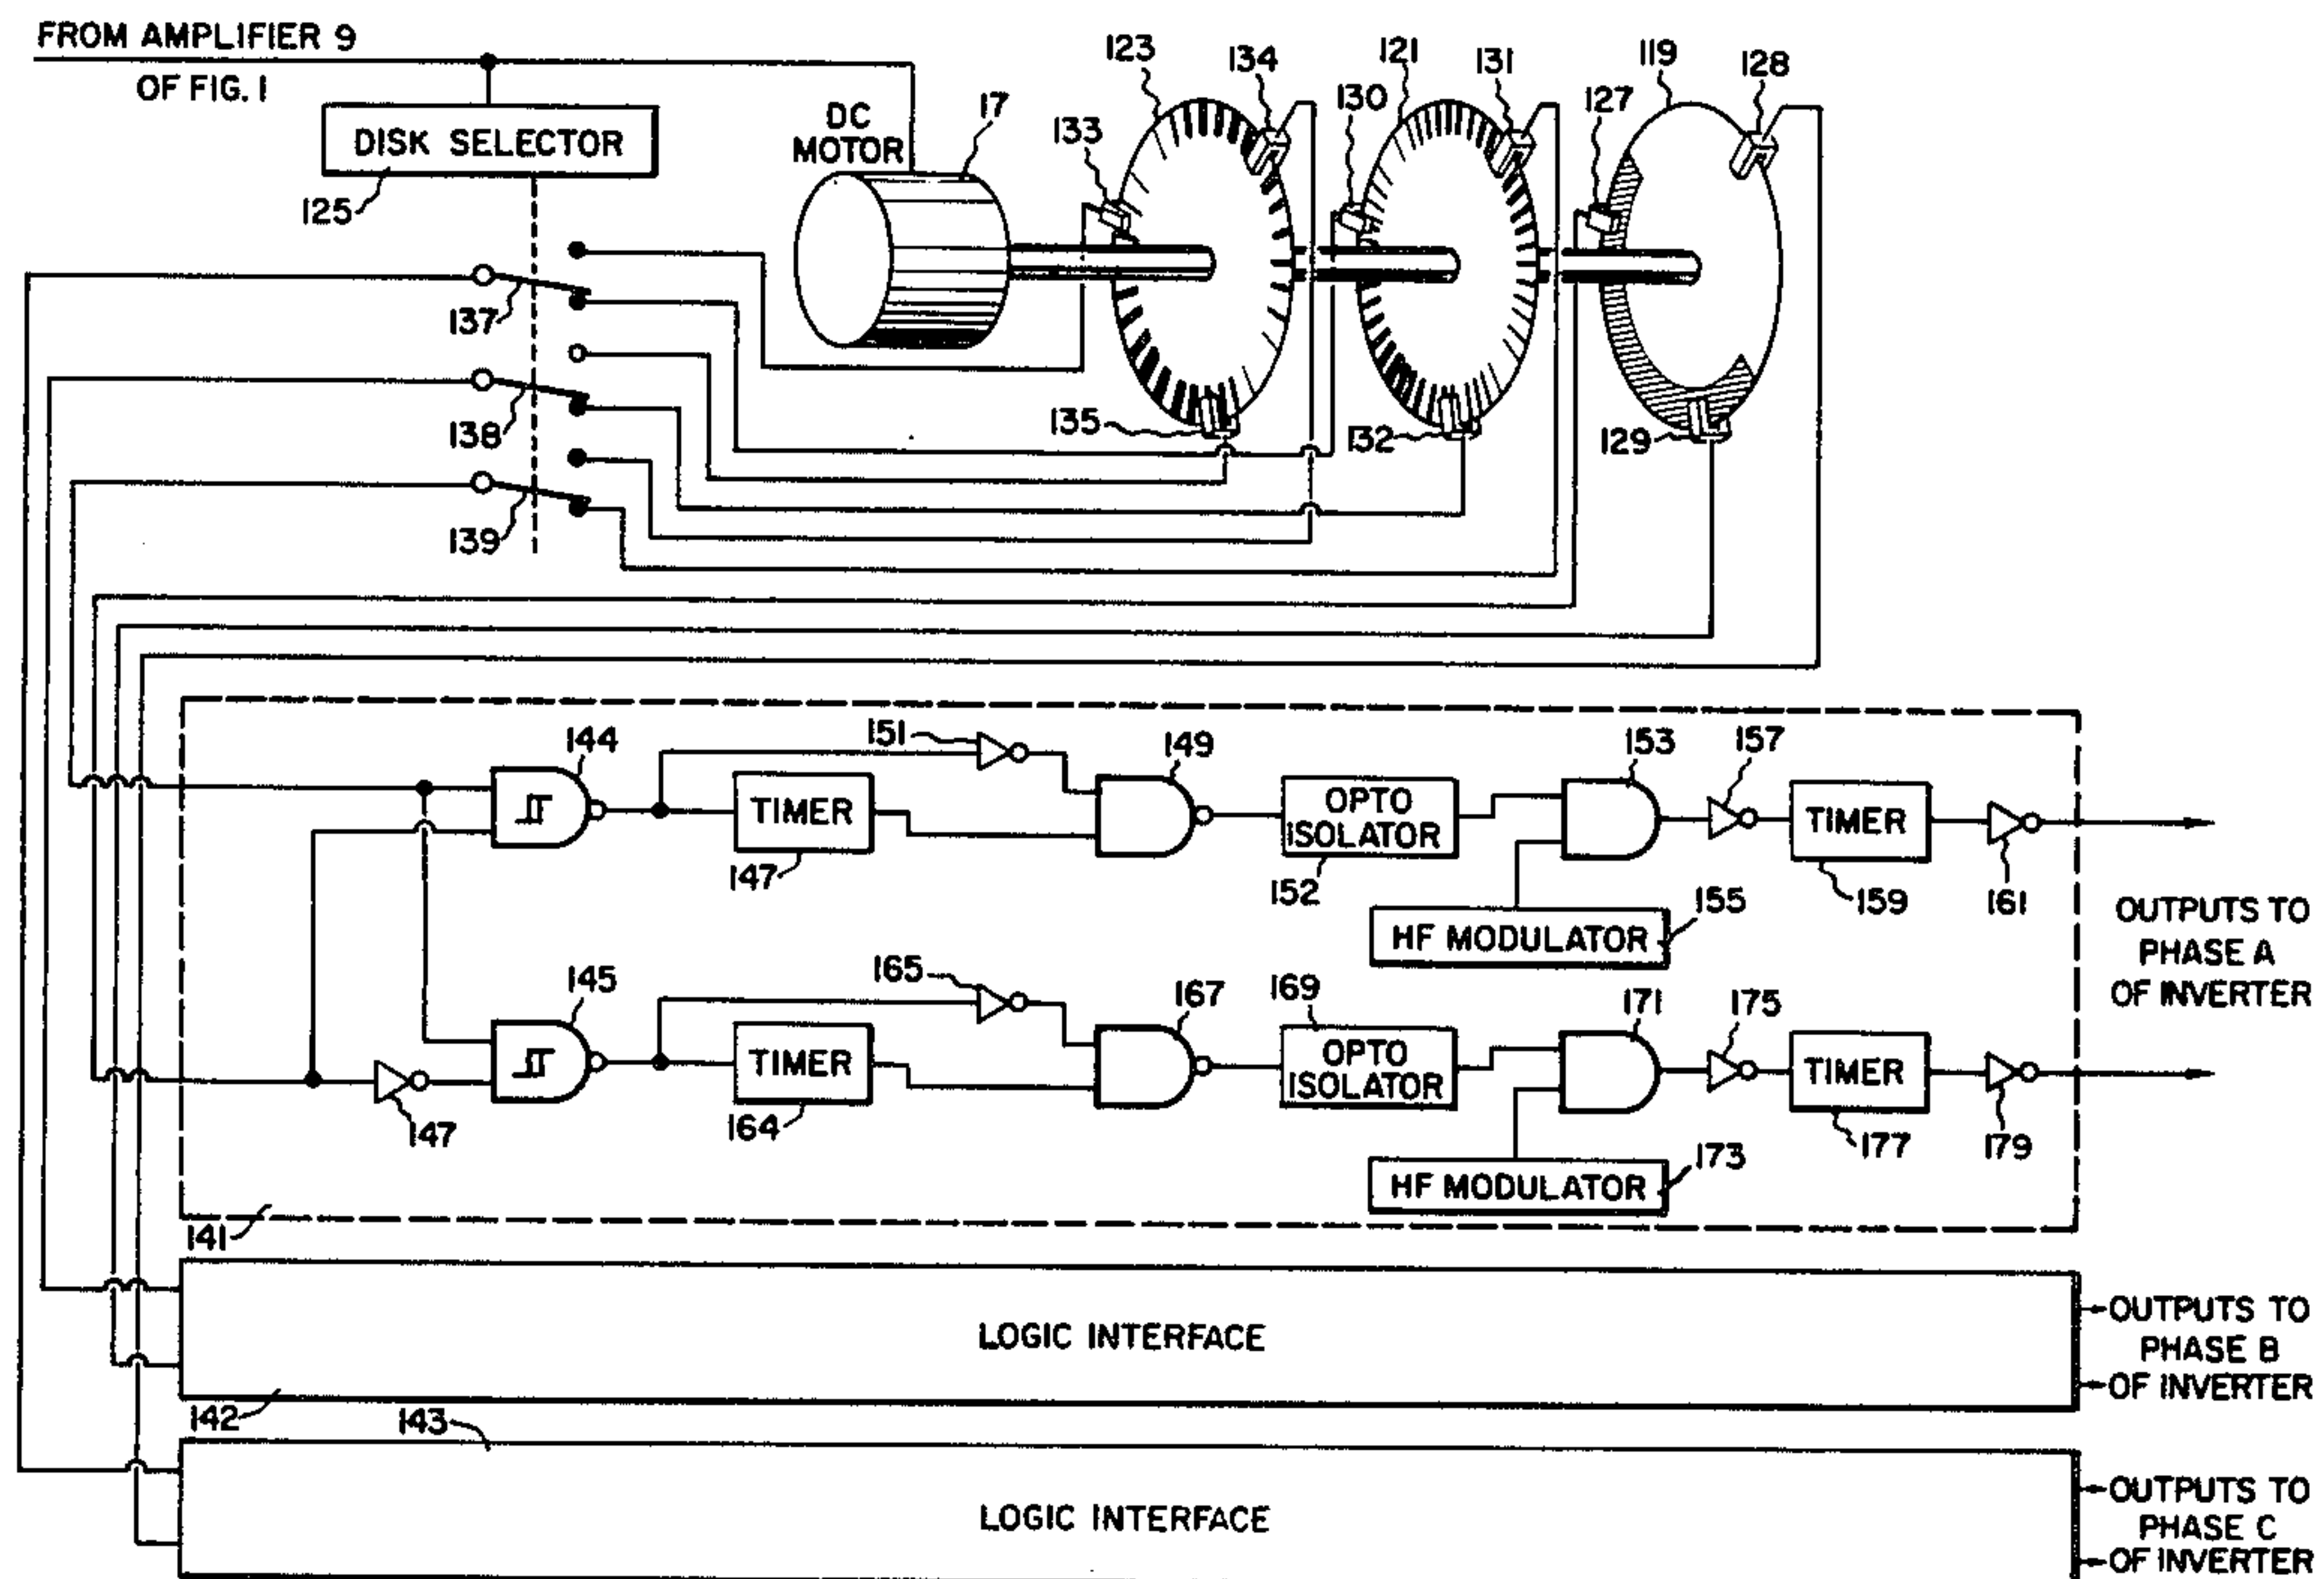 FROM AMPLIFIER 9
OF FIG. 1
DISK SELECTOR
125
DC
MOTOR
17
123
134
121
131
119
128
133
130
127
137
138
139
135
132
129
144
151
149
153
157
TIMER
147
OPTO
ISOLATOR
152
HF MODULATOR
155
TIMER
159
161
OUTPUTS TO
PHASE A
OF INVERTER
145
147
165
TIMER
164
167
169
OPTO
ISOLATOR
171
HF MODULATOR
173
175
TIMER
177
179
141
LOGIC INTERFACE
142
OUTPUTS TO
PHASE B
OF INVERTER
143
LOGIC INTERFACE
OUTPUTS TO
PHASE C
OF INVERTER